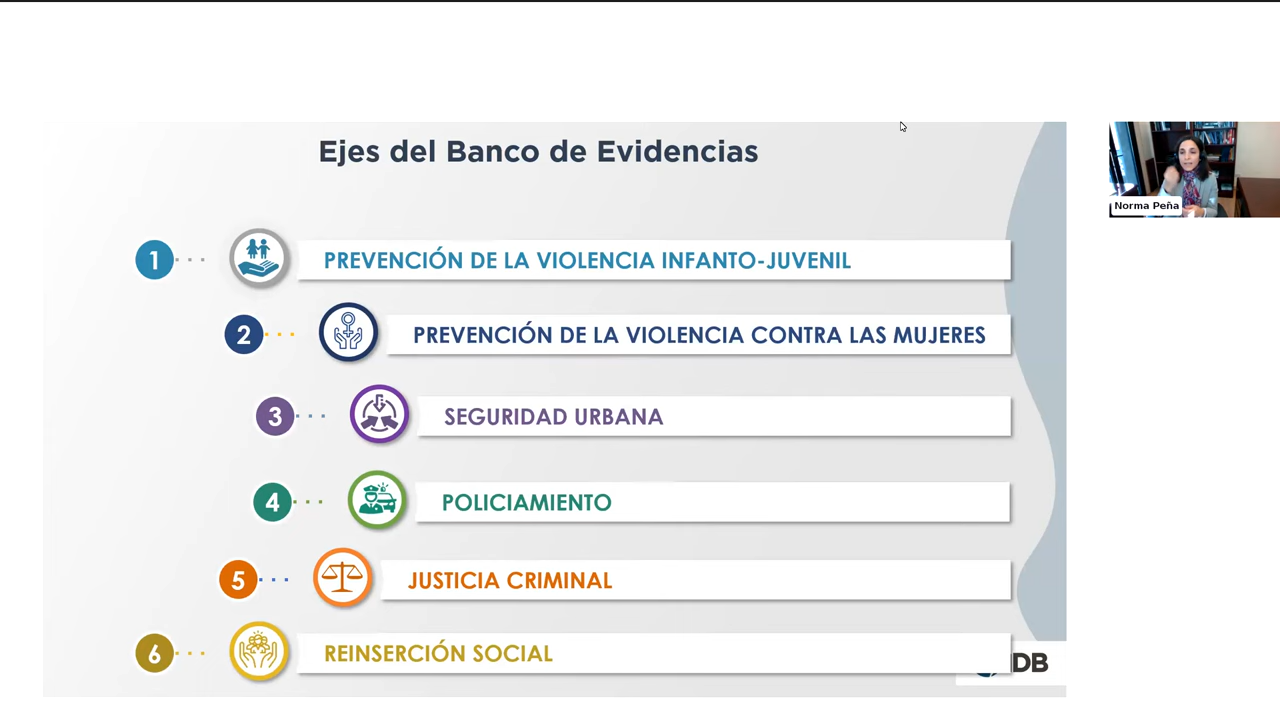 Ejes del Banco de Evidencias
1
PREVENCIÓN DE LA VIOLENCIA INFANTO-JUVENIL
2
PREVENCIÓN DE LA VIOLENCIA CONTRA LAS MUJERES
3
SEGURIDAD URBANA
4
POLICIAMIENTO
5
JUSTICIA CRIMINAL
6
REINSERCIÓN SOCIAL
DB
Norma Peña